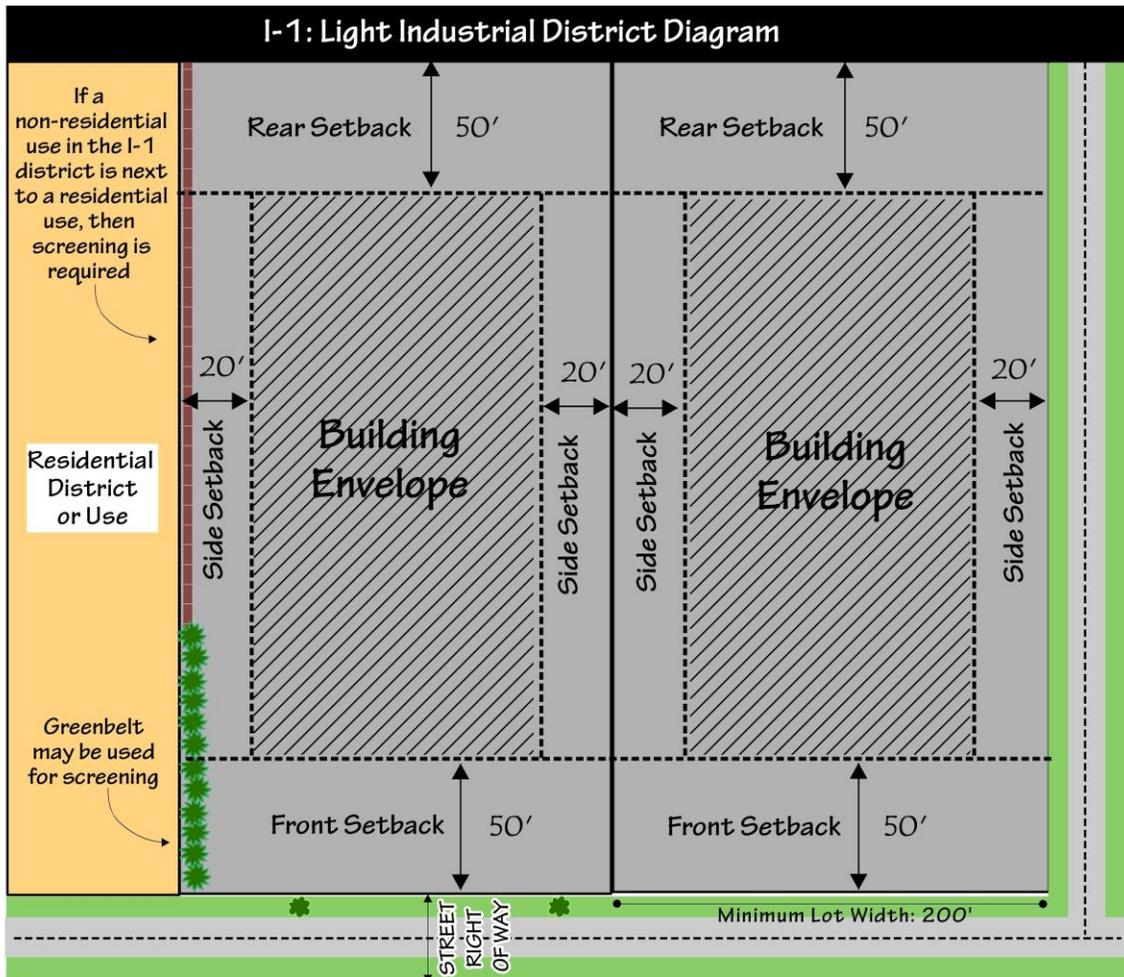 I-1: Light Industrial District Diagram
If a
non-residential
use in the I-1
district is next
to a residential
use, then
screening is
required
Rear Setback 50'
Rear Setback 50'
20'
20'
20'
20'
Side Setback
Building
Envelope
Side Setback
Side Setback
Building
Envelope
Side Setback
Residential
District
or Use
Greenbelt
may be used
for screening
Front Setback 50'
Front Setback 50'
STREET
RIGHT
OF WAY
Minimum Lot Width: 200'